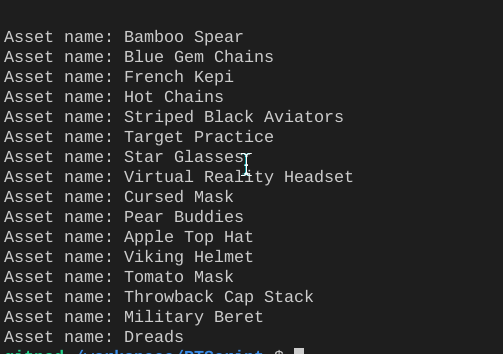 Asset name: Bamboo Spear
Asset name: Blue Gem Chains
Asset name: French Kepi
Asset name: Hot Chains
Asset name: Striped Black Aviators
Asset name: Target Practice
Asset name: Star Glasses
Asset name: Virtual Reality Headset
Asset name: Cursed Mask
Asset name: Pear Buddies
Asset name: Apple Top Hat
Asset name: Viking Helmet
Asset name: Tomato Mask
Asset name: Throwback Cap Stack
Asset name: Military Beret
Asset name: Dreads
$